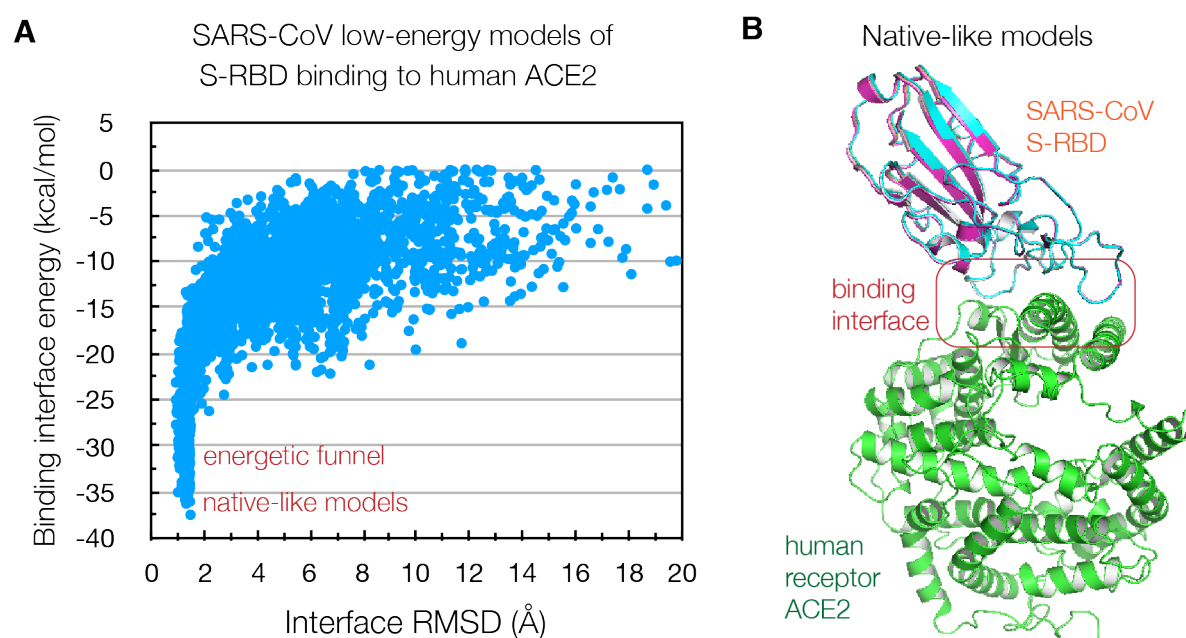 A
SARS-CoV low-energy models of
S-RBD binding to human ACE2
Binding interface energy (kcal/mol)
5
0
-5
-10
-15
-20
-25
-30
-35
-40
energetic funnel
native-like models
0 2 4 6 8 10 12 14 16 18 20
Interface RMSD (Å)
B
Native-like models
SARS-CoV
S-RBD
binding
interface
human
receptor
ACE2